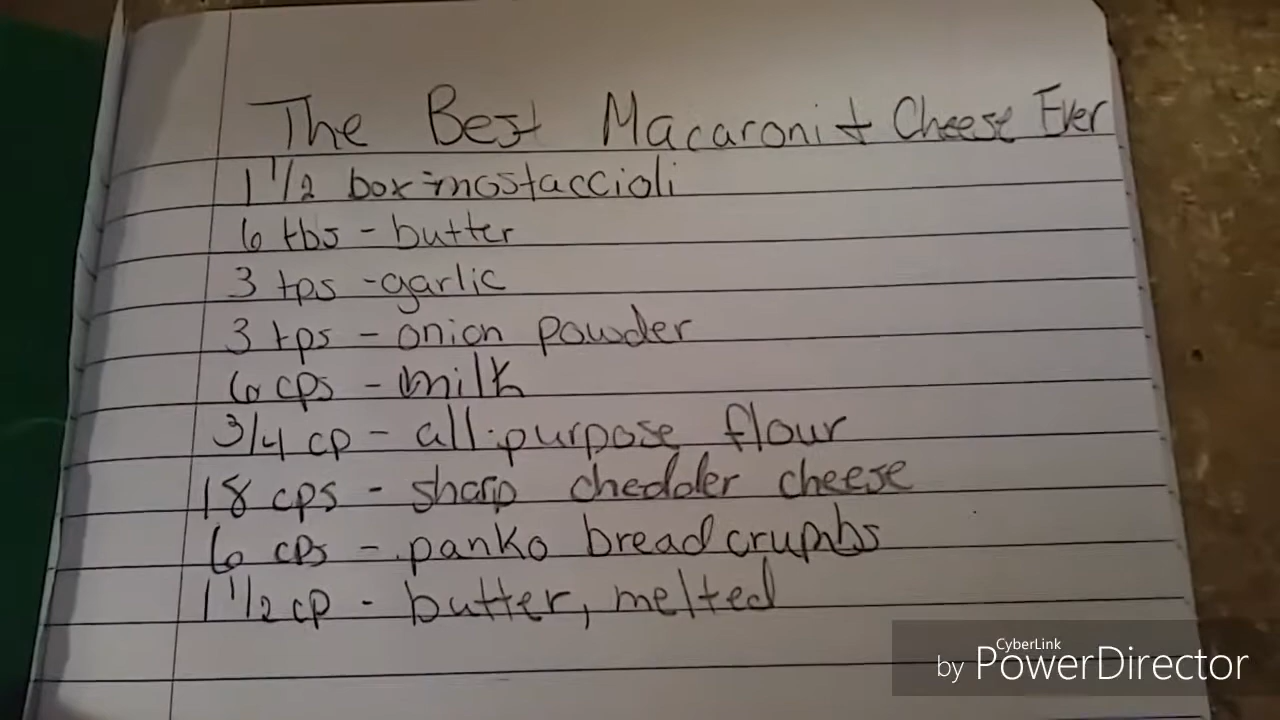 The Best Macaroni + Cheese Ever
1 1/2 box-mostaccioli
6 tbs - butter
3 tps - garlic
3 tps - onion powder
6 cps - milk
3/4 cp - all-purpose flour
18 cps - sharp chedder cheese
6 cps - panko bread crumbs
1 1/2 cp - butter, melted
CyberLink
by PowerDirector